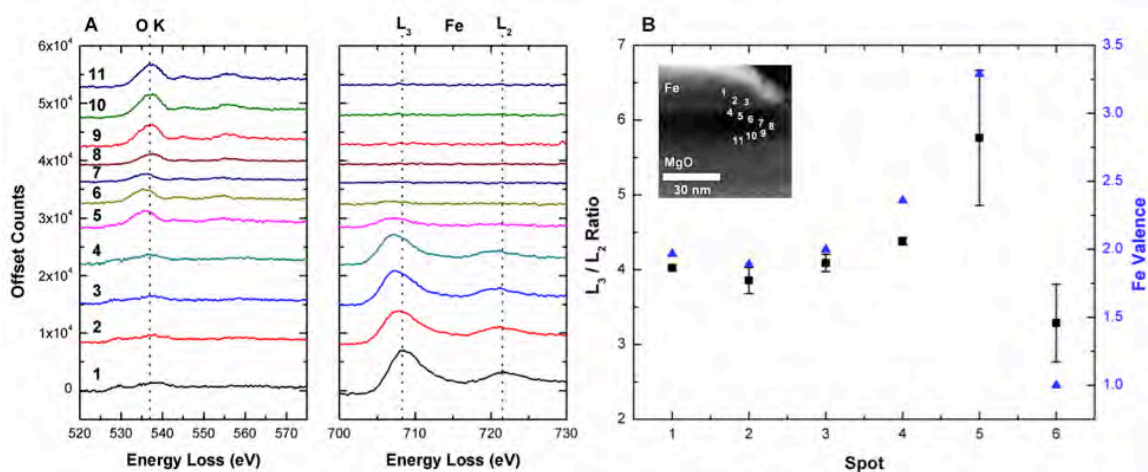 A
O K
L3 Fe L2
6x10^4
5x10^4
4x10^4
3x10^4
2x10^4
1x10^4
0
Offset Counts
11
10
9
8
7
6
5
4
3
2
1
520 530 540 550 560 570
Energy Loss (eV)
700 710 720 730
Energy Loss (eV)
B
7
6
5
4
3
2
L3 / L2 Ratio
Fe
1
2 3
4 5 6 7 8
11 10 9
MgO
30 nm
3.5
3.0
2.5
2.0
1.5
1.0
Fe Valence
1 2 3 4 5 6
Spot